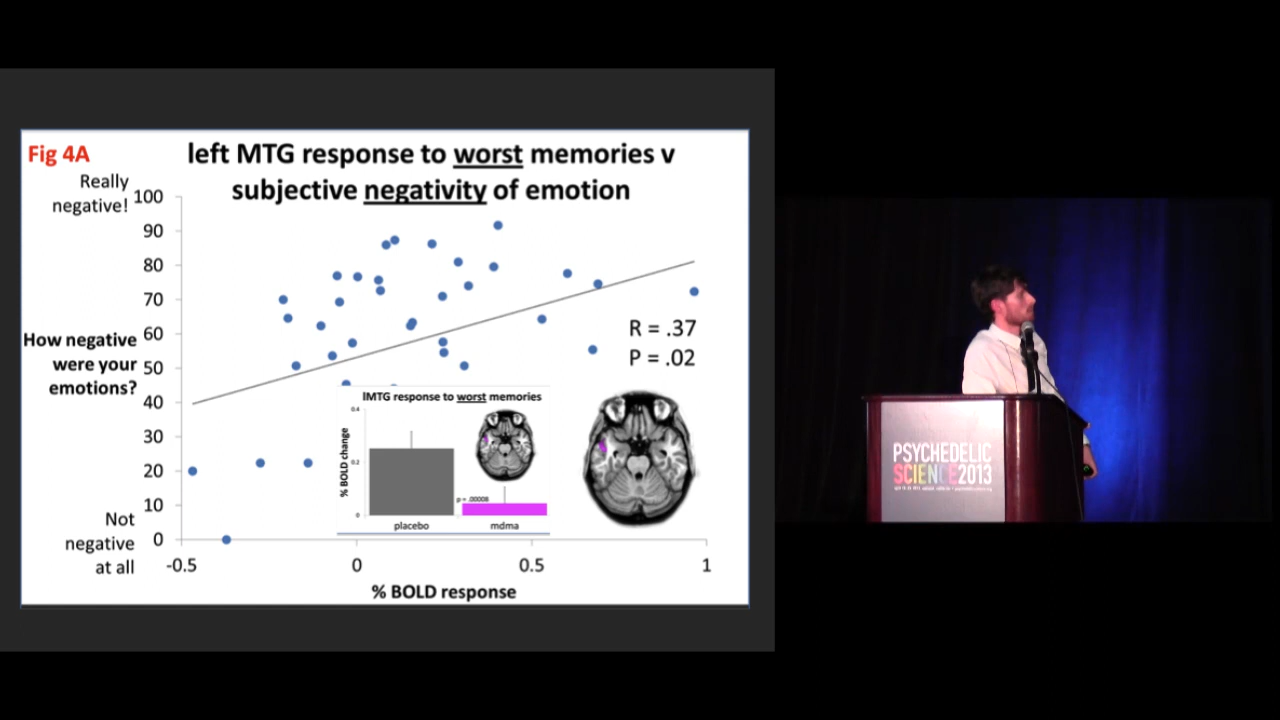 Fig 4A
left MTG response to worst memories v
subjective negativity of emotion
Really
negative!
100
90
80
70
60
50
40
30
20
10
0
How negative
were your
emotions?
Not
negative
at all
R = .37
P = .02
lMTG response to worst memories
% BOLD change
0.4
0.2
0
p = .00008
placebo
mdma
-0.5
0
0.5
1
% BOLD response
PSYCHEDELIC
SCIENCE2013